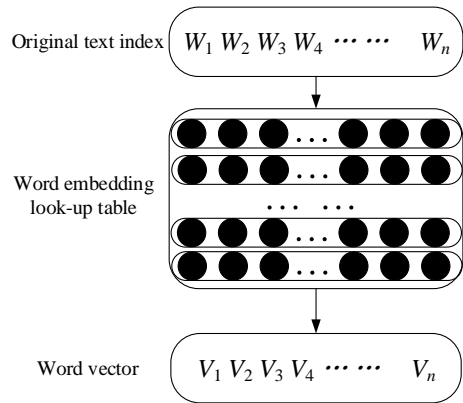 Original text index W₁ W₂ W₃ W₄ ··· ··· Wₙ
. . .
. . .
Word embedding
look-up table
. . . . . .
. . .
. . .
Word vector V₁ V₂ V₃ V₄ ··· ··· Vₙ